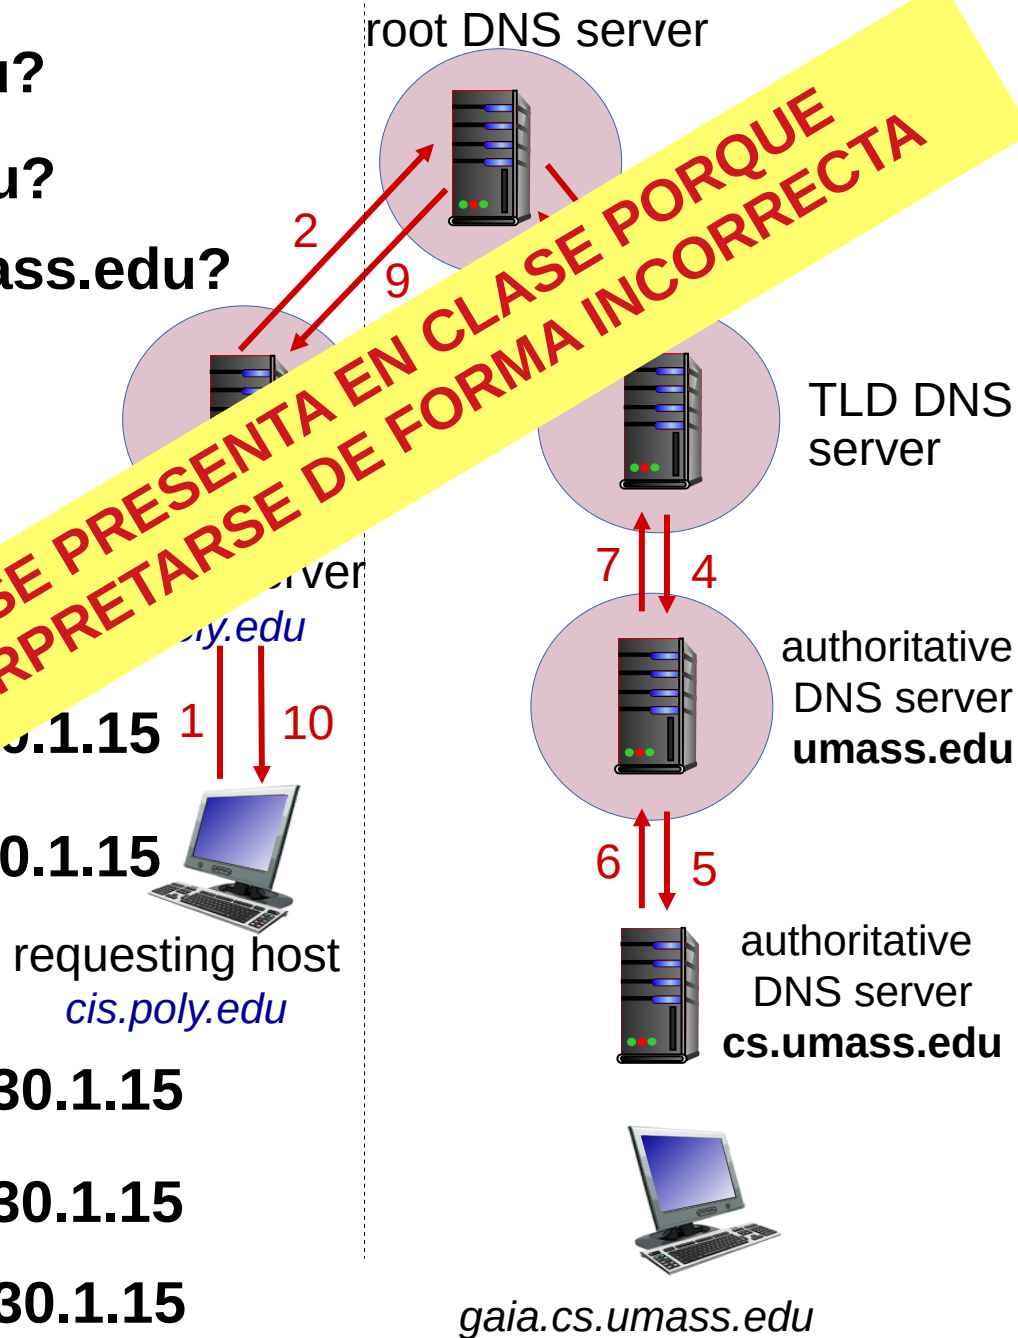 root DNS server
u?
u?
ass.edu?
2
9
SE PRESENTA EN CLASE PORQUE
RPRETARSE DE FORMA INCORRECTA
TLD DNS
server
7
4
rver
oly.edu
authoritative
DNS server
umass.edu
0.1.15
1
10
0.1.15
6
5
requesting host
cis.poly.edu
authoritative
DNS server
cs.umass.edu
30.1.15
30.1.15
30.1.15
gaia.cs.umass.edu